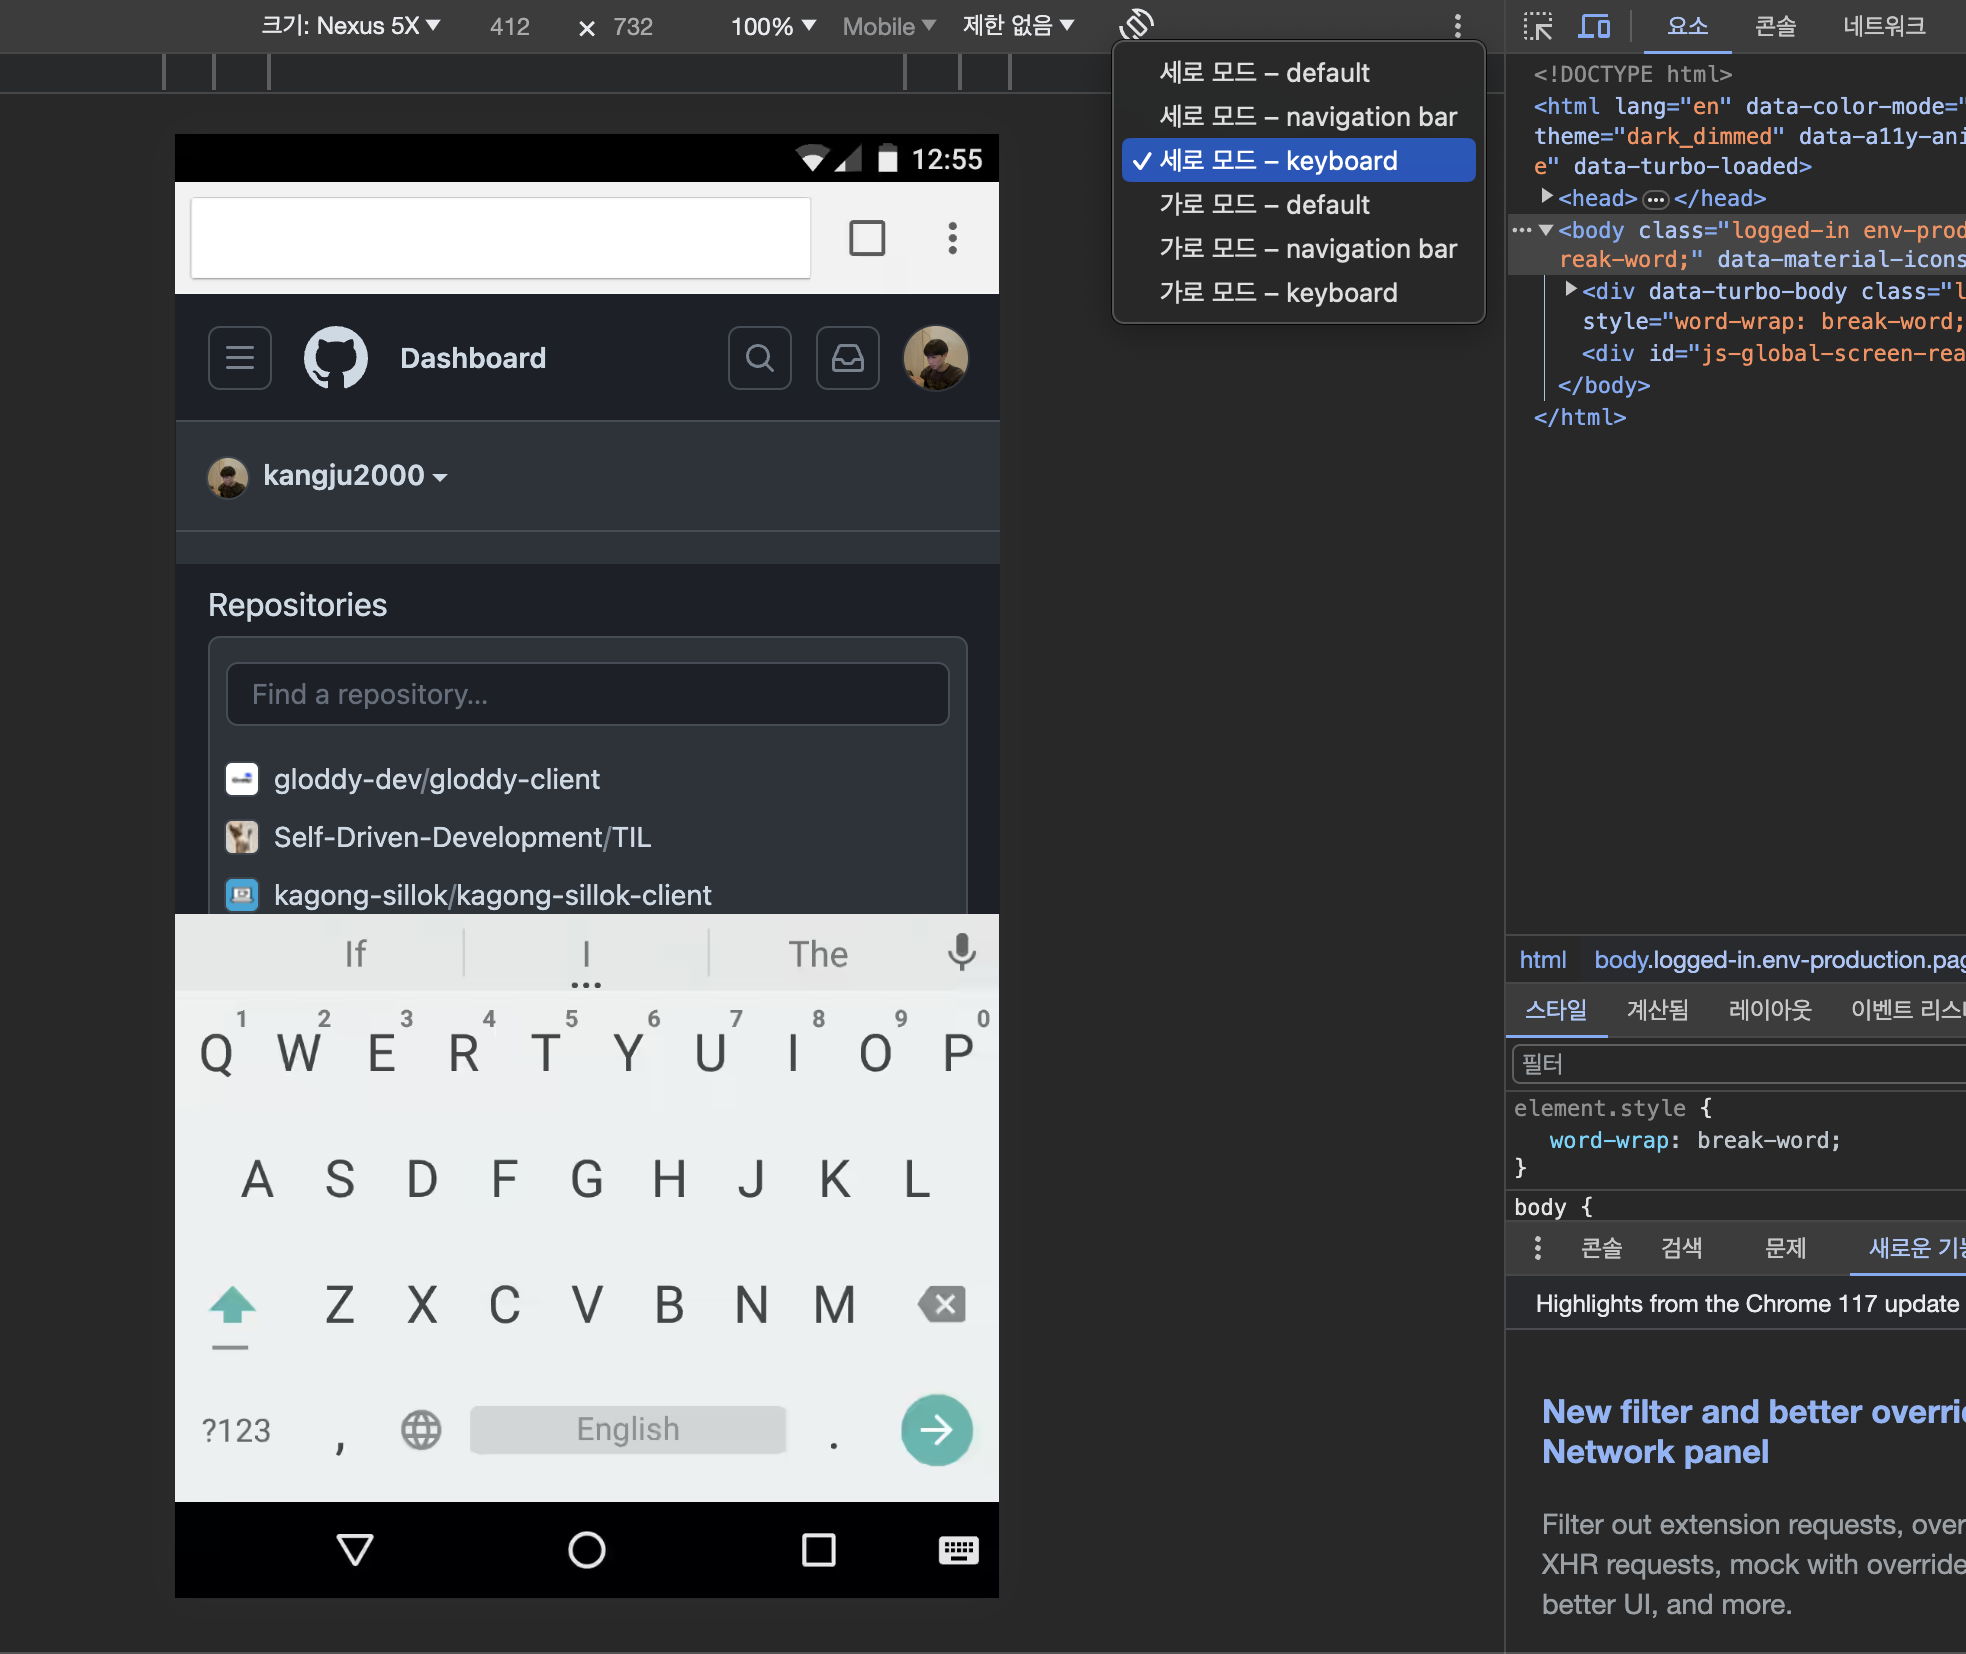 크기: Nexus 5X ▼ 412 × 732 100% ▼ Mobile ▼ 제한 없음 ▼
세로 모드 – default
세로 모드 – navigation bar
✓ 세로 모드 – keyboard
가로 모드 – default
가로 모드 – navigation bar
가로 모드 – keyboard
12:55
Dashboard
kangju2000
Repositories
Find a repository...
gloddy-dev/gloddy-client
Self-Driven-Development/TIL
kagong-sillok/kagong-sillok-client
If I The
1 2 3 4 5 6 7 8 9 0
Q W E R T Y U I O P
A S D F G H J K L
Z X C V B N M
?123 , English .
요소 콘솔 네트워크
<!DOCTYPE html>
<html lang="en" data-color-mode="
theme="dark_dimmed" data-a11y-ani
e" data-turbo-loaded>
▶<head>…</head>
…▼<body class="logged-in env-prod
reak-word;" data-material-icons
▶<div data-turbo-body class="l
style="word-wrap: break-word;
<div id="js-global-screen-rea
</body>
</html>
html body.logged-in.env-production.pag
스타일 계산됨 레이아웃 이벤트 리스너
필터
element.style {
word-wrap: break-word;
}
body {
콘솔 검색 문제 새로운 기능
Highlights from the Chrome 117 update
New filter and better overri
Network panel
Filter out extension requests, over
XHR requests, mock with override
better UI, and more.